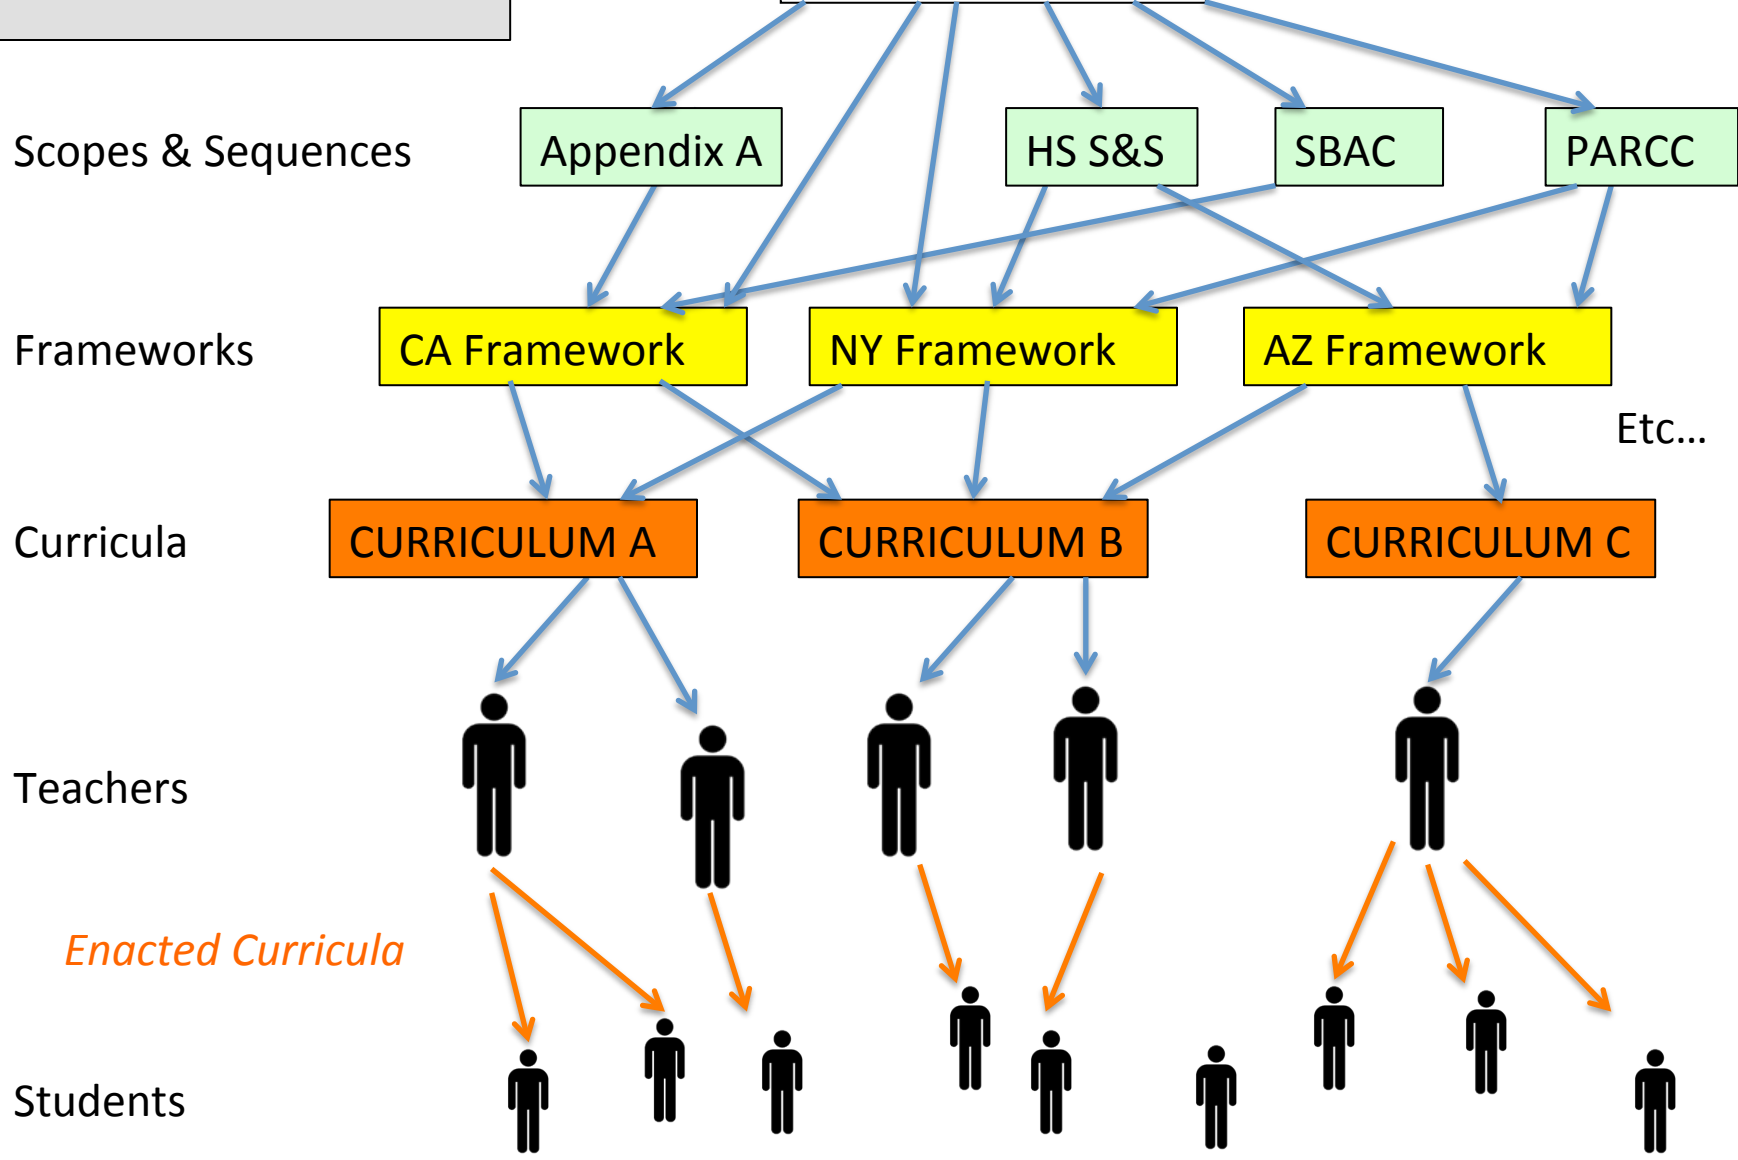 Scopes & Sequences
Appendix A
HS S&S
SBAC
PARCC
Frameworks
CA Framework
NY Framework
AZ Framework
Etc…
Curricula
CURRICULUM A
CURRICULUM B
CURRICULUM C
Teachers
Enacted Curricula
Students